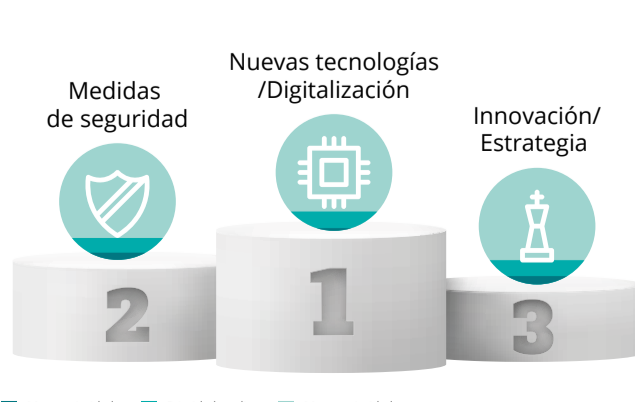 Nuevas tecnologías
/Digitalización
Medidas
de seguridad
Innovación/
Estrategia
2
1
3